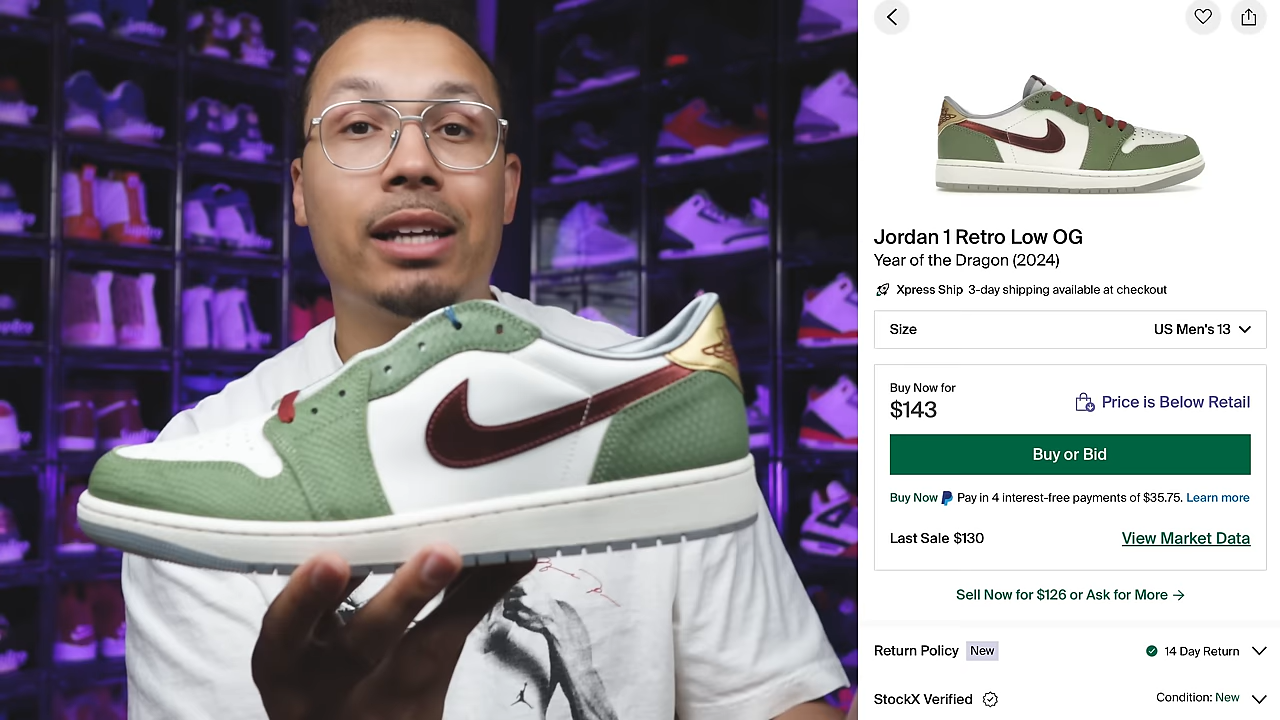 Jordan 1 Retro Low OG
Year of the Dragon (2024)
Xpress Ship 3-day shipping available at checkout
Size US Men's 13
Buy Now for
$143
Price is Below Retail
Buy or Bid
Buy Now Pay in 4 interest-free payments of $35.75. Learn more
Last Sale $130 View Market Data
Sell Now for $126 or Ask for More →
Return Policy New 14 Day Return
StockX Verified Condition: New